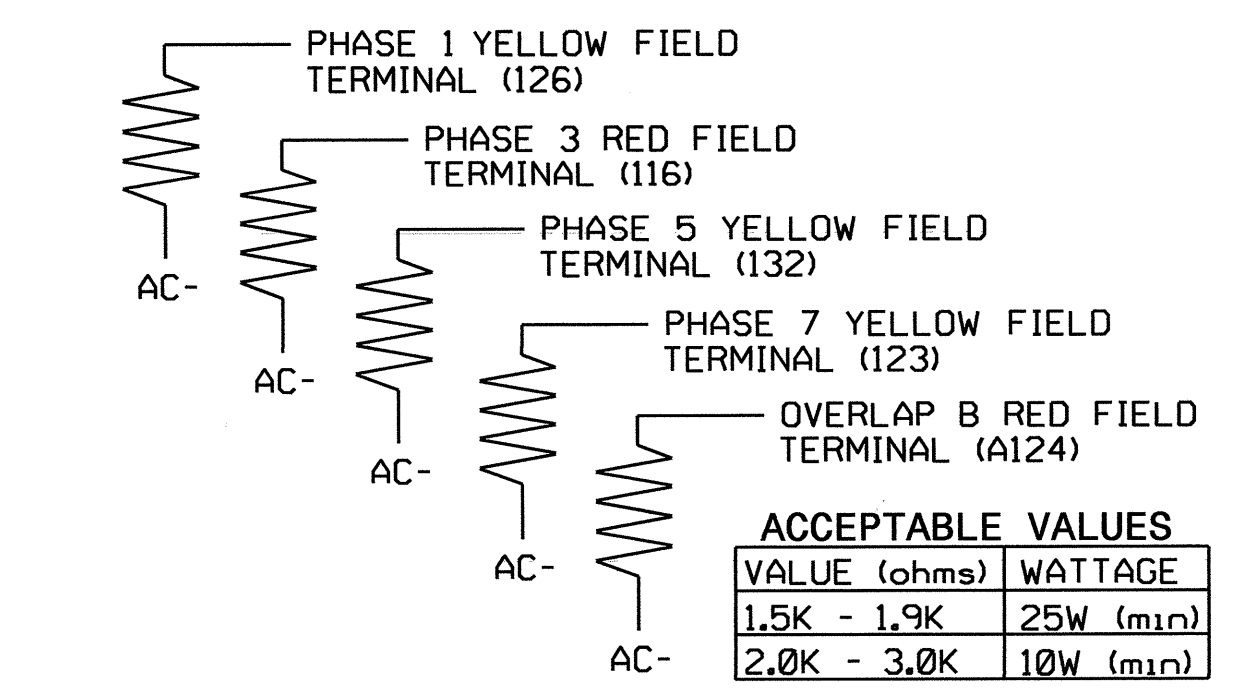 PHASE 1 YELLOW FIELD
TERMINAL (126)
AC-
PHASE 3 RED FIELD
TERMINAL (116)
AC-
PHASE 5 YELLOW FIELD
TERMINAL (132)
AC-
PHASE 7 YELLOW FIELD
TERMINAL (123)
AC-
OVERLAP B RED FIELD
TERMINAL (A124)
AC-
ACCEPTABLE VALUES
VALUE (ohms) WATTAGE
1.5K - 1.9K 25W (min)
2.0K - 3.0K 10W (min)